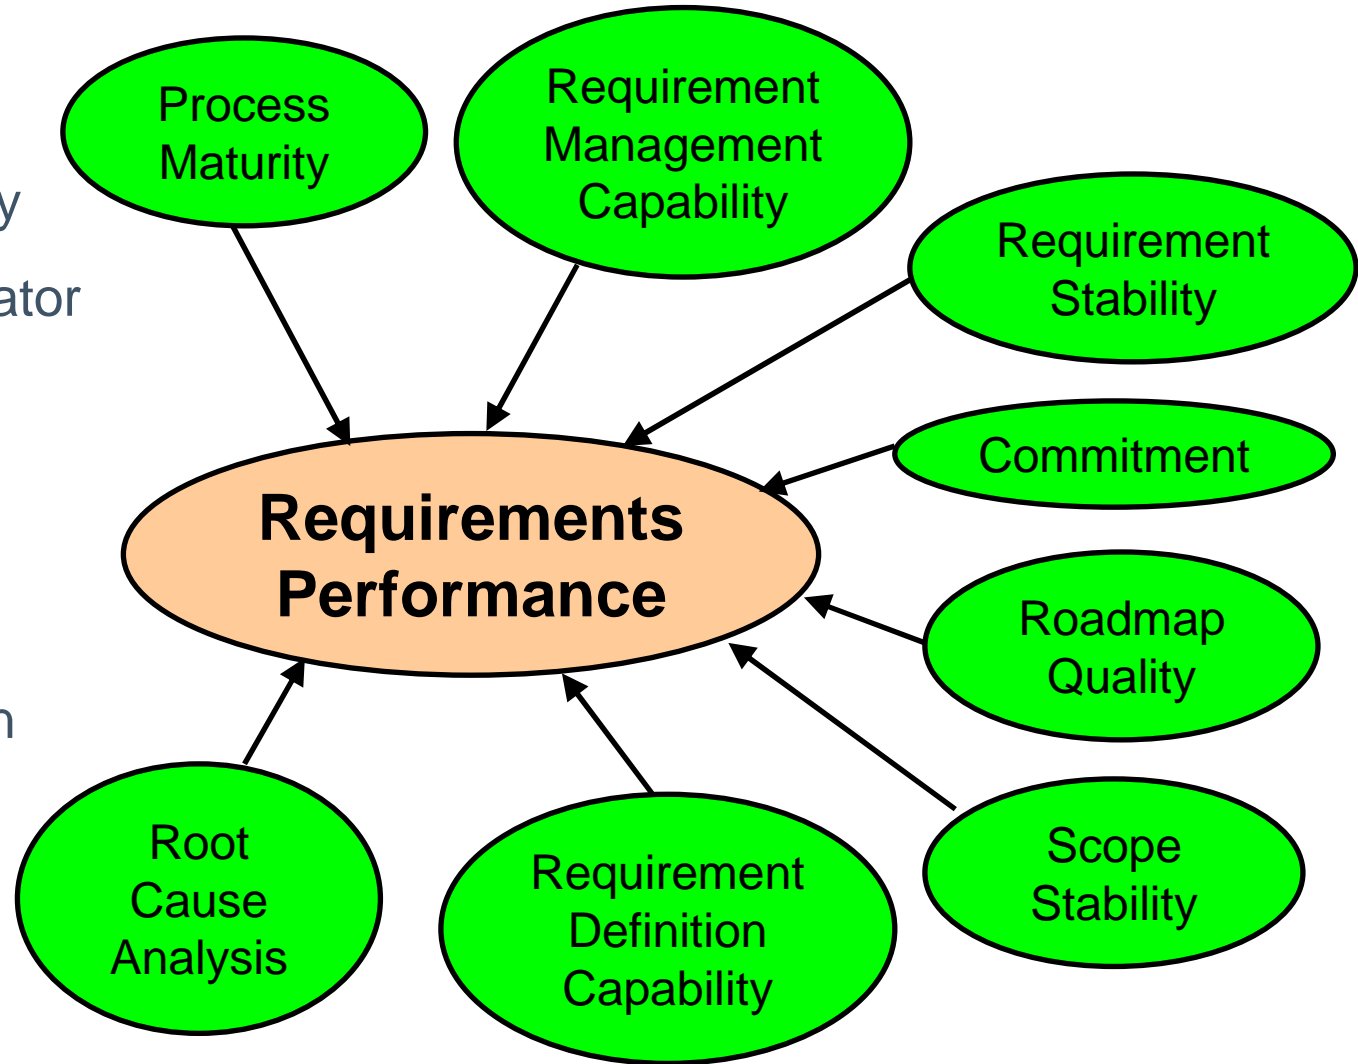 Process
Maturity
Requirement
Management
Capability
Requirement
Stability
Commitment
Requirements
Performance
Roadmap
Quality
Scope
Stability
Root
Cause
Analysis
Requirement
Definition
Capability